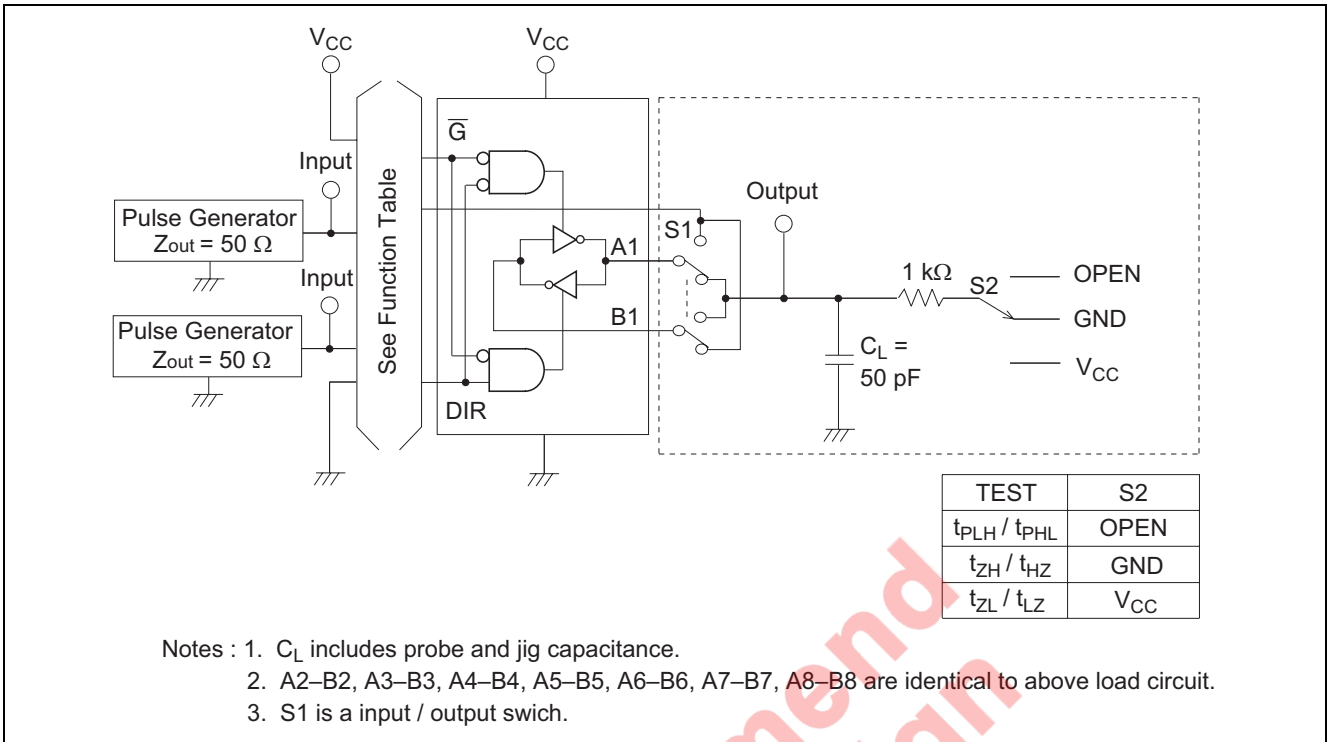 VCC
VCC
G
Input
Pulse Generator
Zout = 50 Ω
Input
Pulse Generator
Zout = 50 Ω
See Function Table
DIR
A1
B1
S1
Output
1 kΩ
S2
OPEN
GND
VCC
CL =
50 pF
TEST S2
tPLH / tPHL OPEN
tZH / tHZ GND
tZL / tLZ VCC
Notes : 1. CL includes probe and jig capacitance.
2. A2–B2, A3–B3, A4–B4, A5–B5, A6–B6, A7–B7, A8–B8 are identical to above load circuit.
3. S1 is a input / output swich.
mend